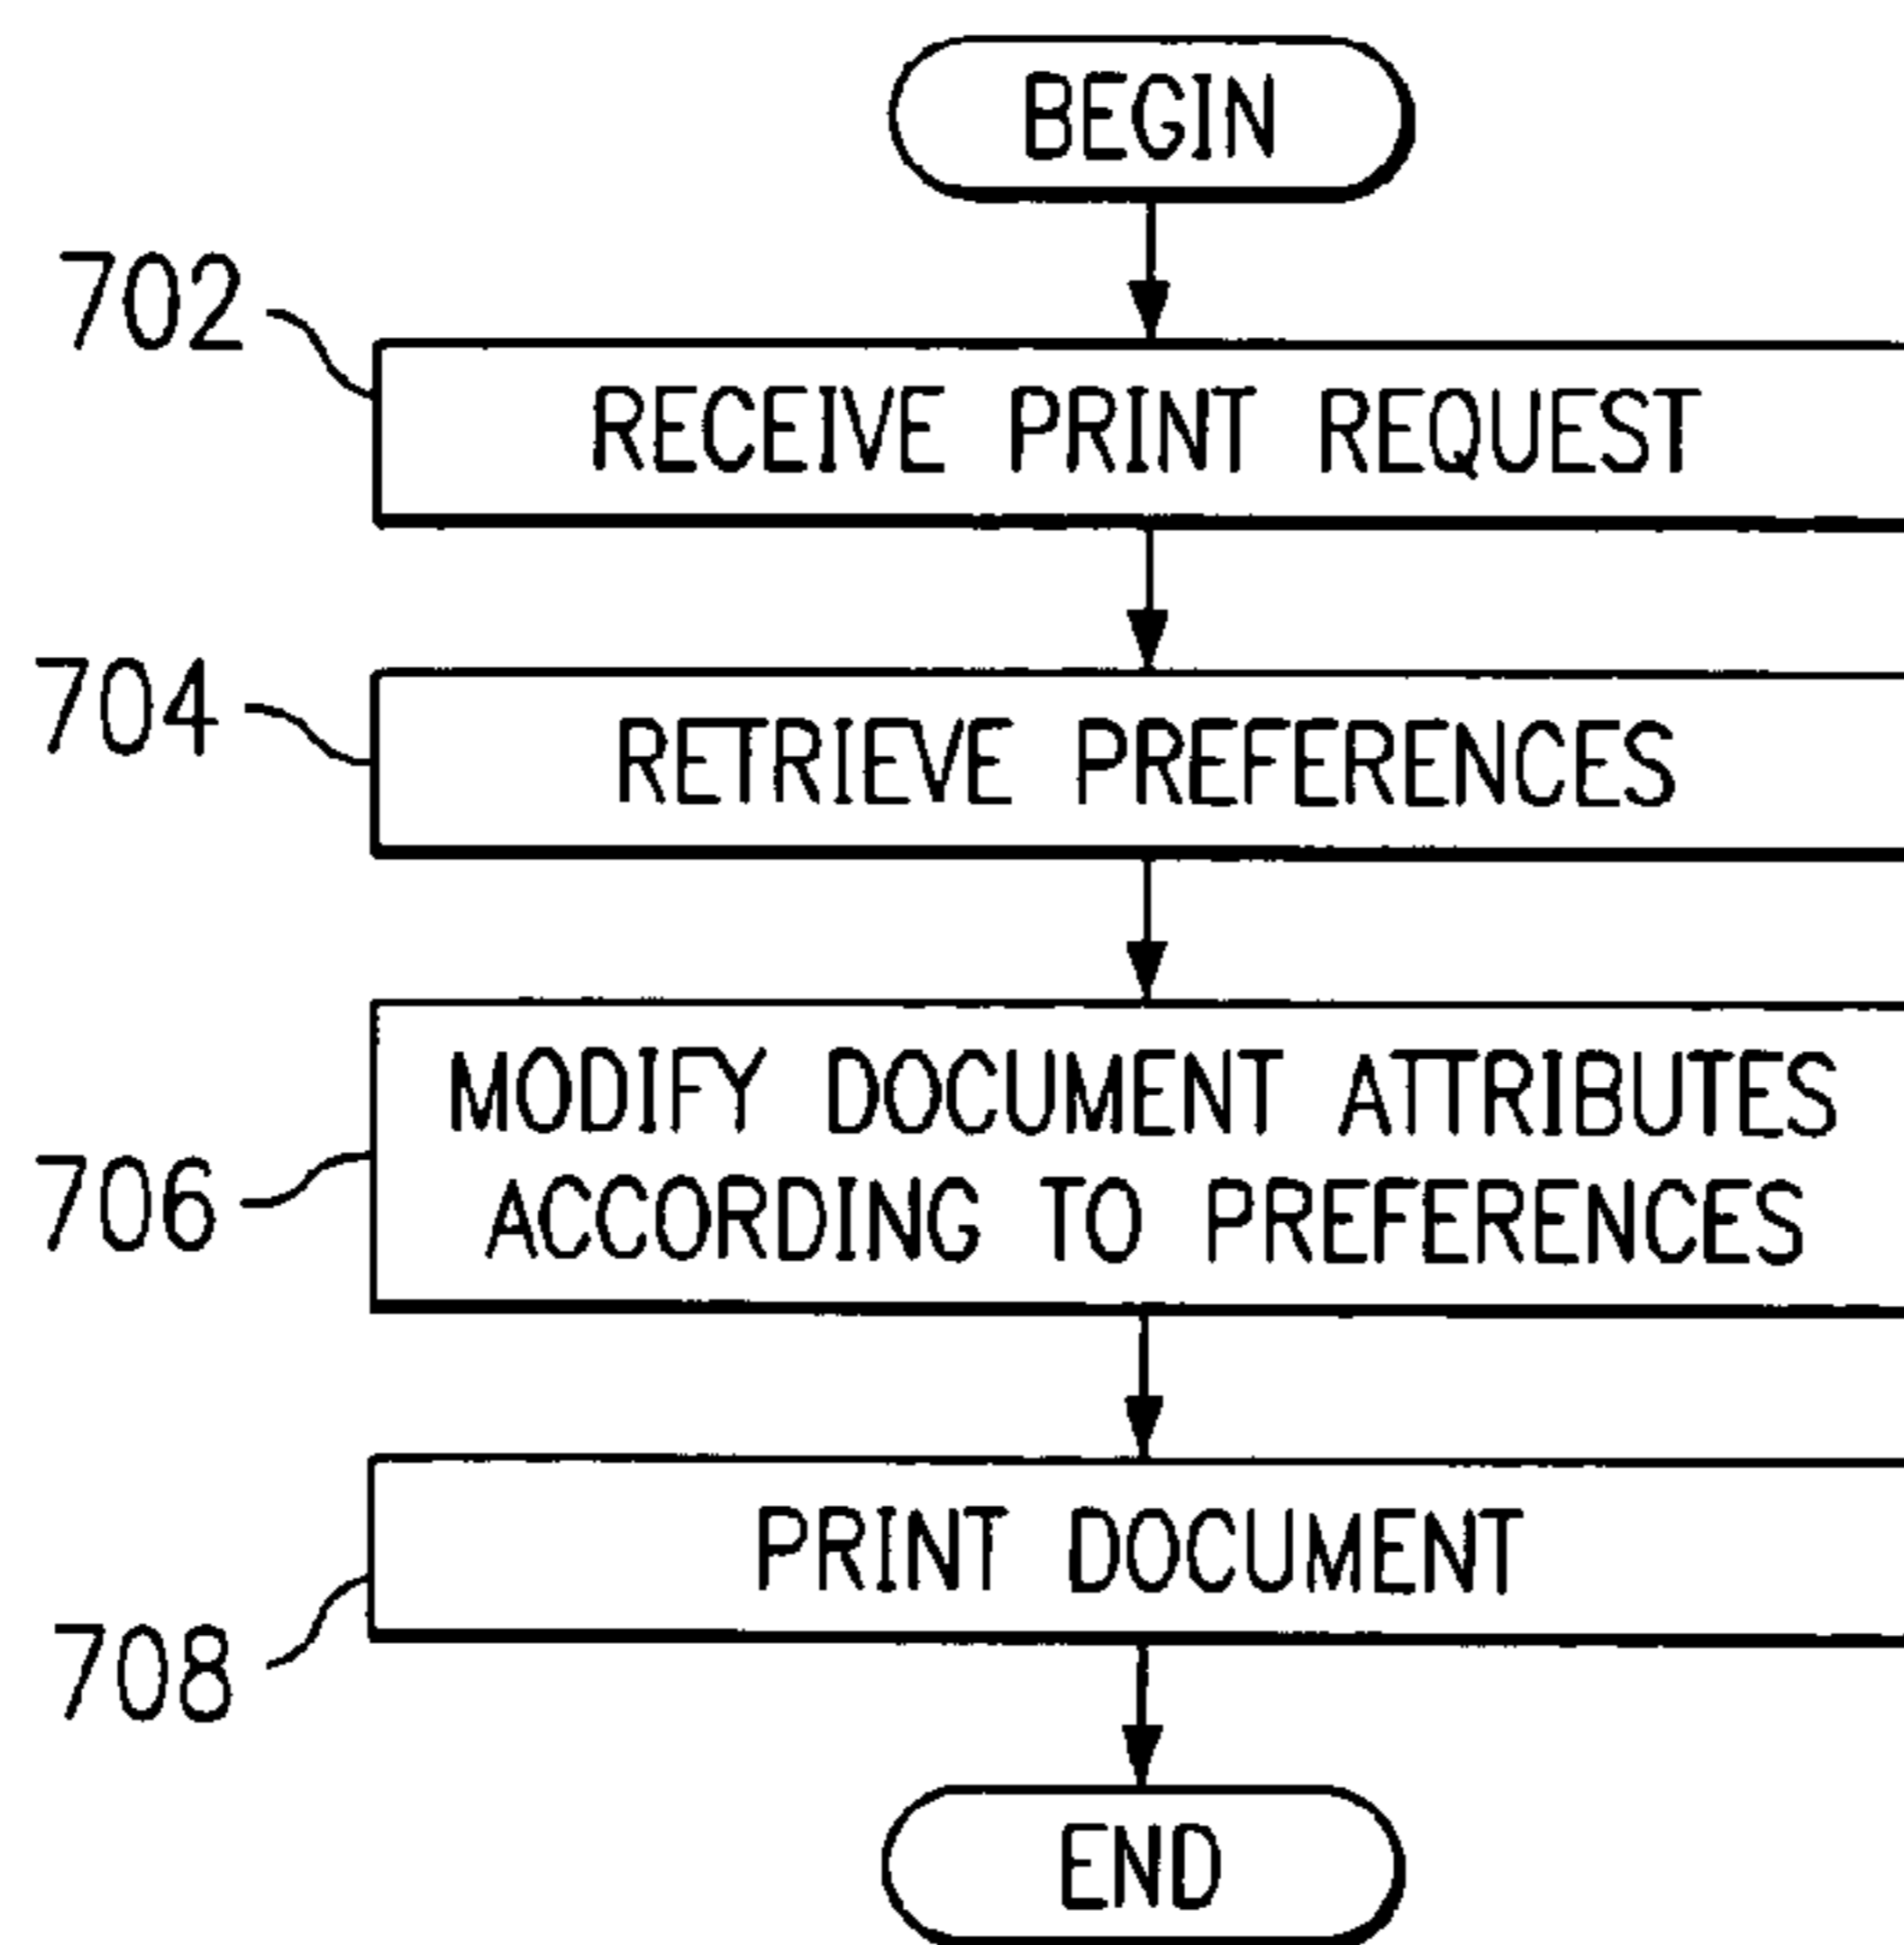 BEGIN
702
RECEIVE PRINT REQUEST
704
RETRIEVE PREFERENCES
MODIFY DOCUMENT ATTRIBUTES
706
ACCORDING TO PREFERENCES
PRINT DOCUMENT
708
END